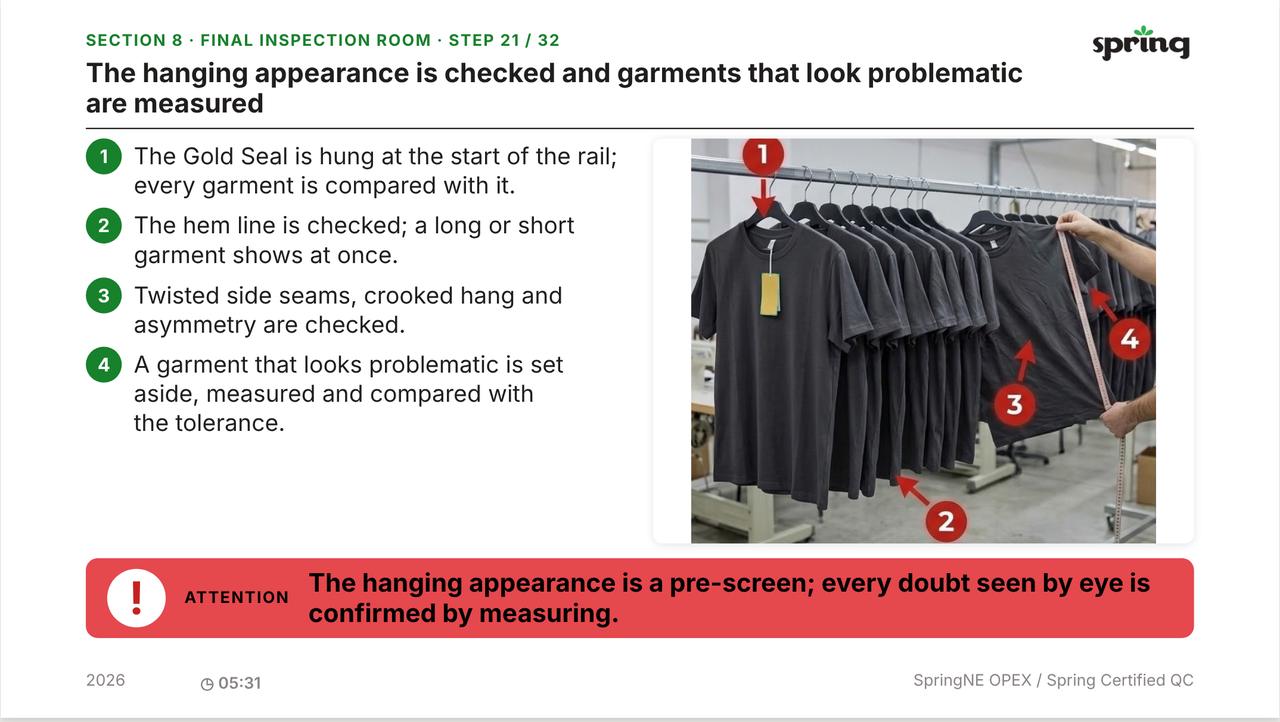 SECTION 8 · FINAL INSPECTION ROOM · STEP 21 / 32
spring
The hanging appearance is checked and garments that look problematic
are measured
1 The Gold Seal is hung at the start of the rail;
every garment is compared with it.
2 The hem line is checked; a long or short
garment shows at once.
3 Twisted side seams, crooked hang and
asymmetry are checked.
4 A garment that looks problematic is set
aside, measured and compared with
the tolerance.
1
4
3
2
! ATTENTION The hanging appearance is a pre-screen; every doubt seen by eye is
confirmed by measuring.
2026 05:31 SpringNE OPEX / Spring Certified QC